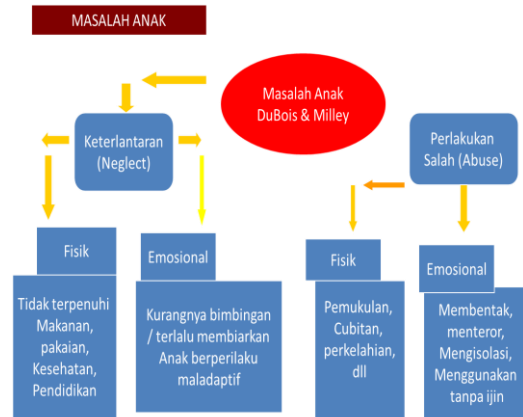 MASALAH ANAK
Masalah Anak
DuBois & Milley
Keterlantaran
(Neglect)
Perlakukan
Salah (Abuse)
Fisik
Tidak terpenuhi
Makanan,
pakaian,
Kesehatan,
Pendidikan
Emosional
Kurangnya bimbingan
/ terlalu membiarkan
Anak berperilaku
maladaptif
Fisik
Pemukulan,
Cubitan,
perkelahian,
dll
Emosional
Membentak,
menteror,
Mengisolasi,
Menggunakan
tanpa ijin